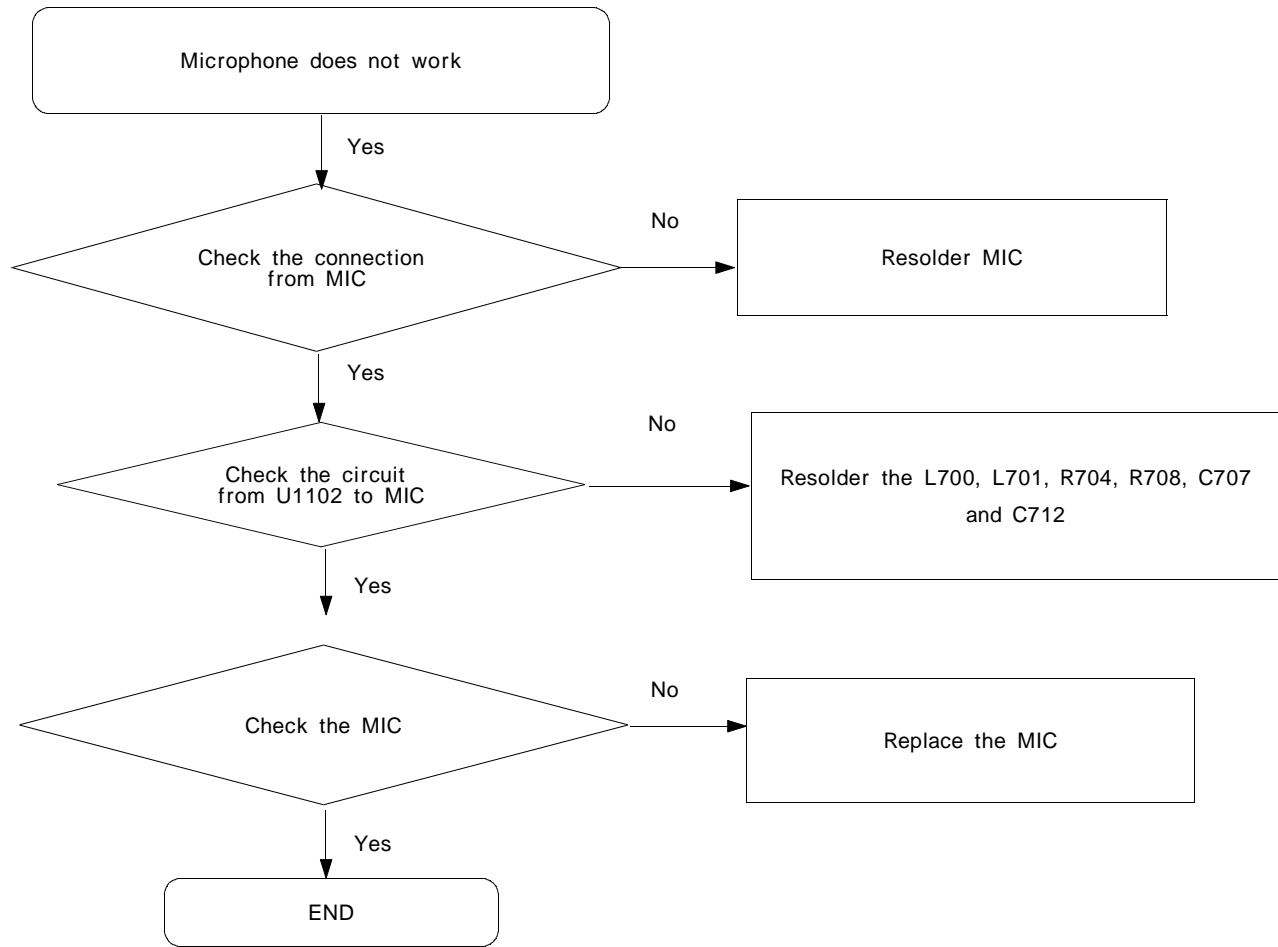 Microphone does not work
Yes
Check the connection
from MIC
No
Resolder MIC
Yes
Check the circuit
from U1102 to MIC
No
Resolder the L700, L701, R704, R708, C707
and C712
Yes
Check the MIC
No
Replace the MIC
Yes
END